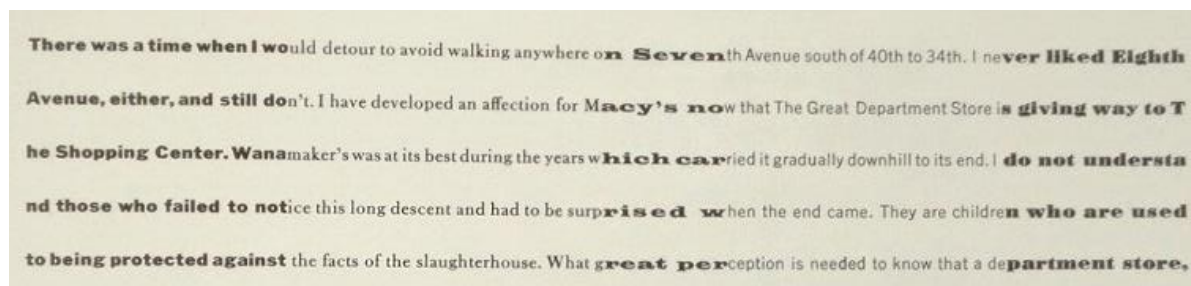 There was a time when I would detour to avoid walking anywhere on Seventh Avenue south of 40th to 34th. I never liked Eighth
Avenue, either, and still don't. I have developed an affection for Macy's now that The Great Department Store is giving way to T
he Shopping Center. Wanamaker's was at its best during the years which carried it gradually downhill to its end. I do not understa
nd those who failed to notice this long descent and had to be surprised when the end came. They are children who are used
to being protected against the facts of the slaughterhouse. What great perception is needed to know that a department store,